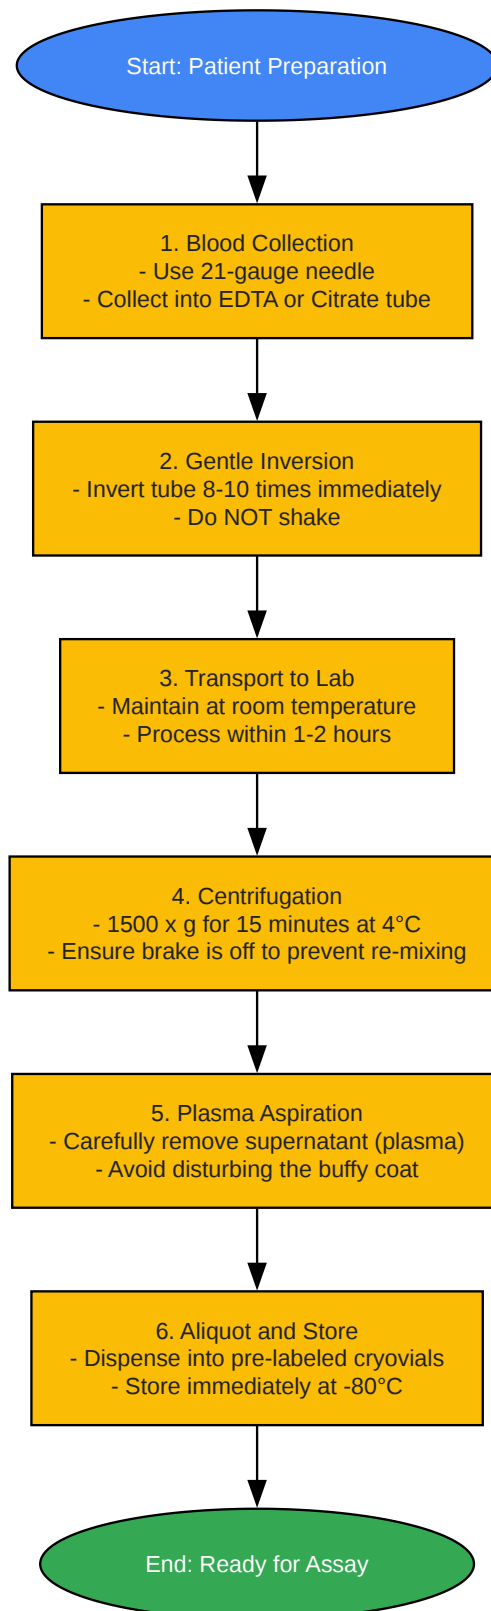 Start: Patient Preparation
1. Blood Collection
- Use 21-gauge needle
- Collect into EDTA or Citrate tube
2. Gentle Inversion
- Invert tube 8-10 times immediately
- Do NOT shake
3. Transport to Lab
- Maintain at room temperature
- Process within 1-2 hours
4. Centrifugation
- 1500 x g for 15 minutes at 4°C
- Ensure brake is off to prevent re-mixing
5. Plasma Aspiration
- Carefully remove supernatant (plasma)
- Avoid disturbing the buffy coat
6. Aliquot and Store
- Dispense into pre-labeled cryovials
- Store immediately at -80°C
End: Ready for Assay